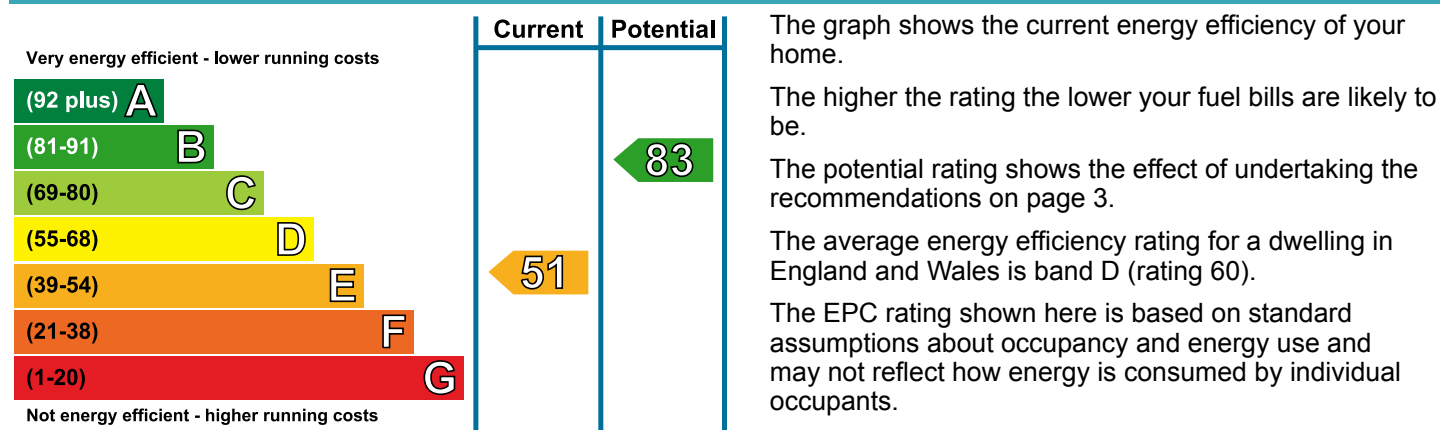 Current Potential
Very energy efficient - lower running costs
(92 plus) A
(81-91) B
(69-80) C
(55-68) D
(39-54) E
(21-38) F
(1-20) G
Not energy efficient - higher running costs
83
51
The graph shows the current energy efficiency of your
home.
The higher the rating the lower your fuel bills are likely to
be.
The potential rating shows the effect of undertaking the
recommendations on page 3.
The average energy efficiency rating for a dwelling in
England and Wales is band D (rating 60).
The EPC rating shown here is based on standard
assumptions about occupancy and energy use and
may not reflect how energy is consumed by individual
occupants.